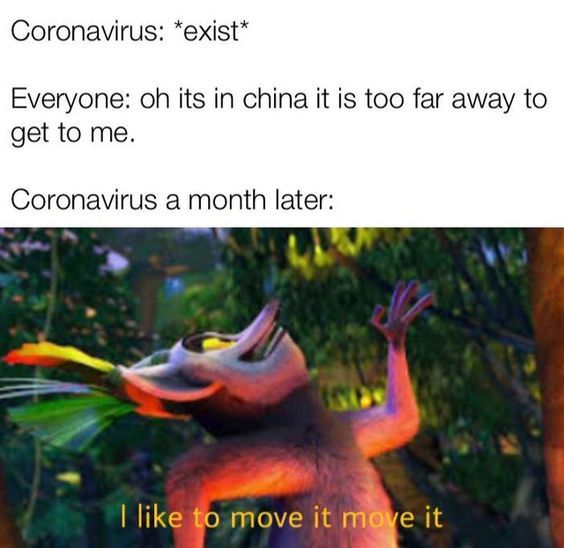 Coronavirus: *exist*
Everyone: oh its in china it is too far away to
get to me.
Coronavirus a month later:
I like to move it move it